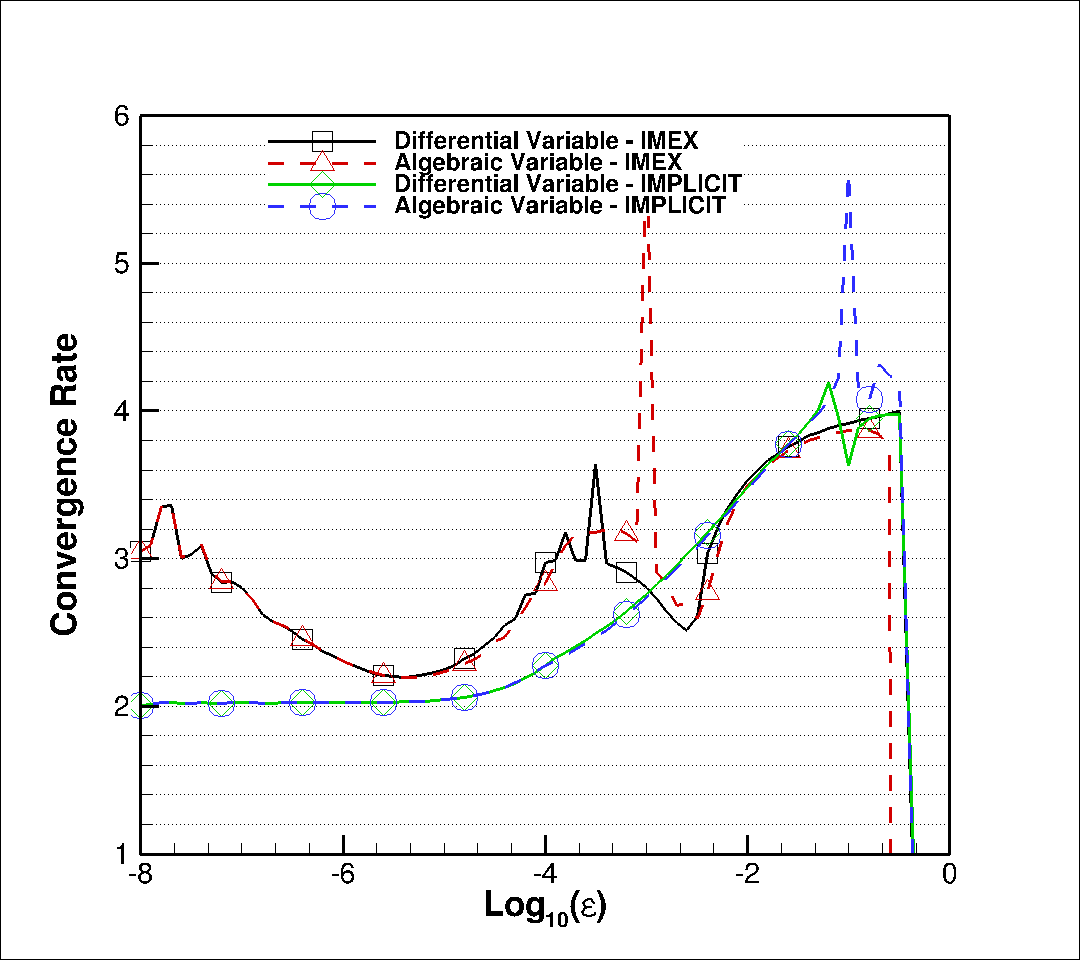 6
Differential Variable - IMEX
Algebraic Variable - IMEX
Differential Variable - IMPLICIT
Algebraic Variable - IMPLICIT
5
4
3
2
1
Convergence Rate
-8 -6 -4 -2 0
Log10(ε)